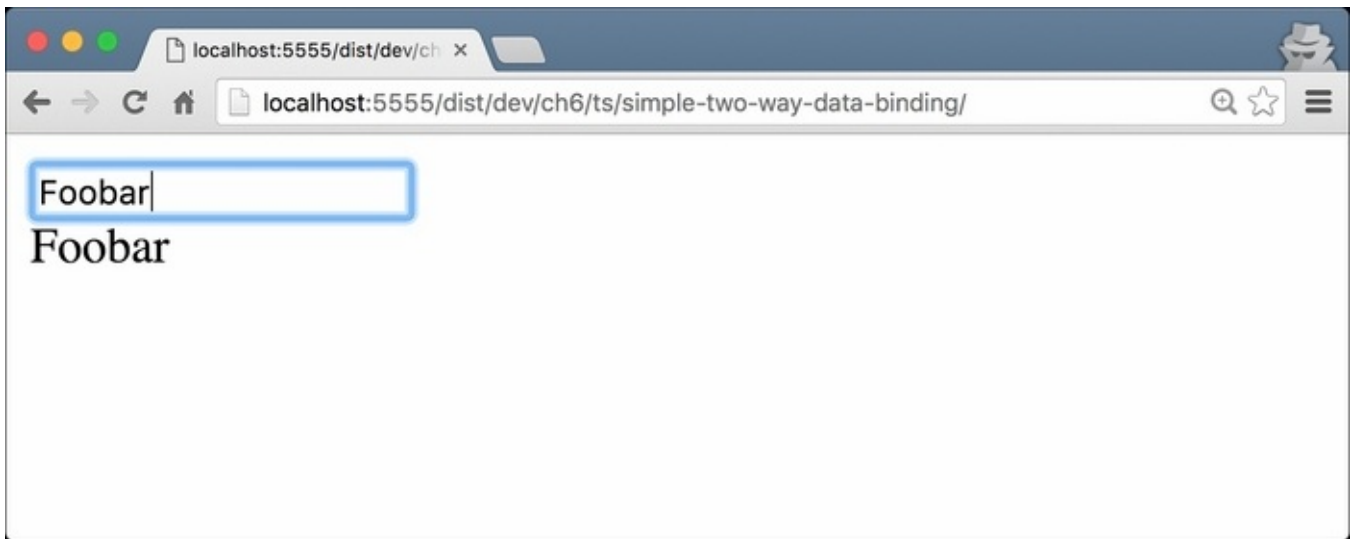 localhost:5555/dist/dev/ch
localhost:5555/dist/dev/ch6/ts/simple-two-way-data-binding/
Foobar
Foobar